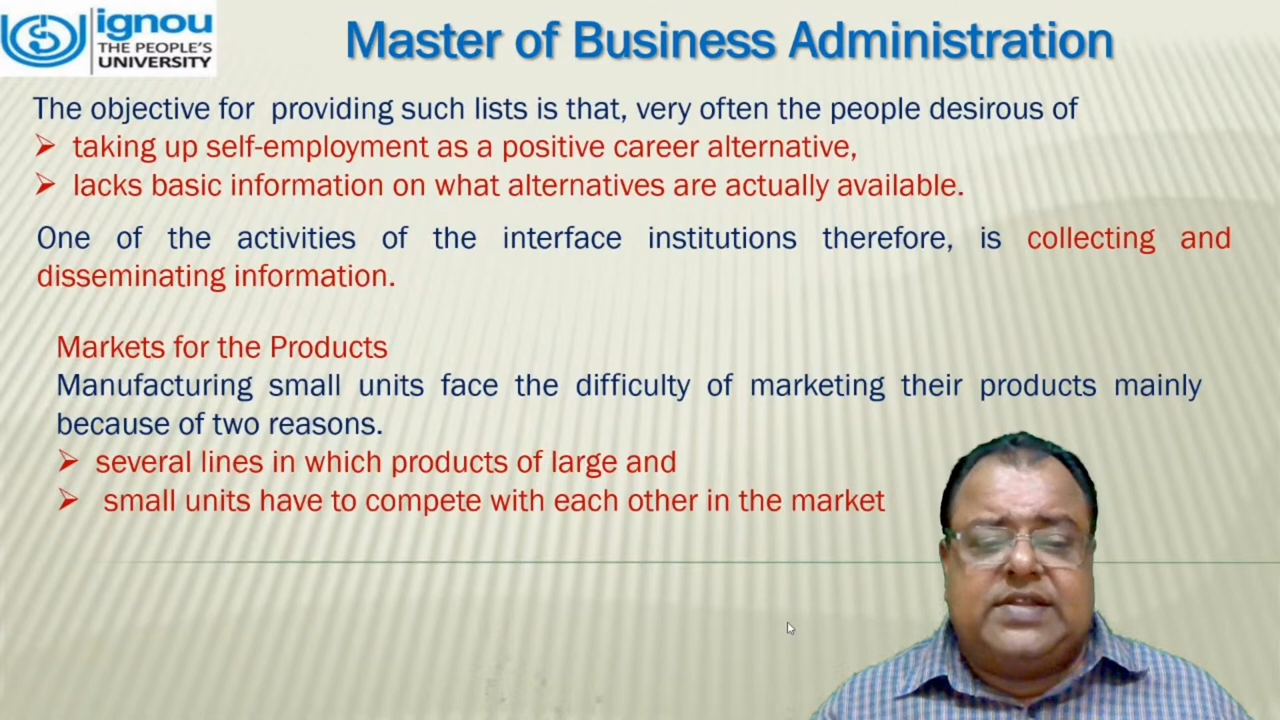 ignou
THE PEOPLE'S
UNIVERSITY
Master of Business Administration
The objective for providing such lists is that, very often the people desirous of
➢ taking up self-employment as a positive career alternative,
➢ lacks basic information on what alternatives are actually available.
One of the activities of the interface institutions therefore, is collecting and
disseminating information.
Markets for the Products
Manufacturing small units face the difficulty of marketing their products mainly
because of two reasons.
➢ several lines in which products of large and
➢ small units have to compete with each other in the market